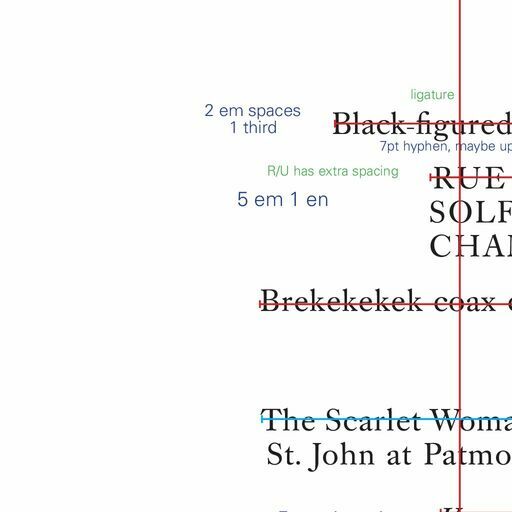 ligature
2 em spaces
1 third
Black-figured
7pt hyphen, maybe up
R/U has extra spacing
RUE
5 em 1 en
SOLF
CHAN
Brekekekek coax
The Scarlet Woma
St. John at Patmo